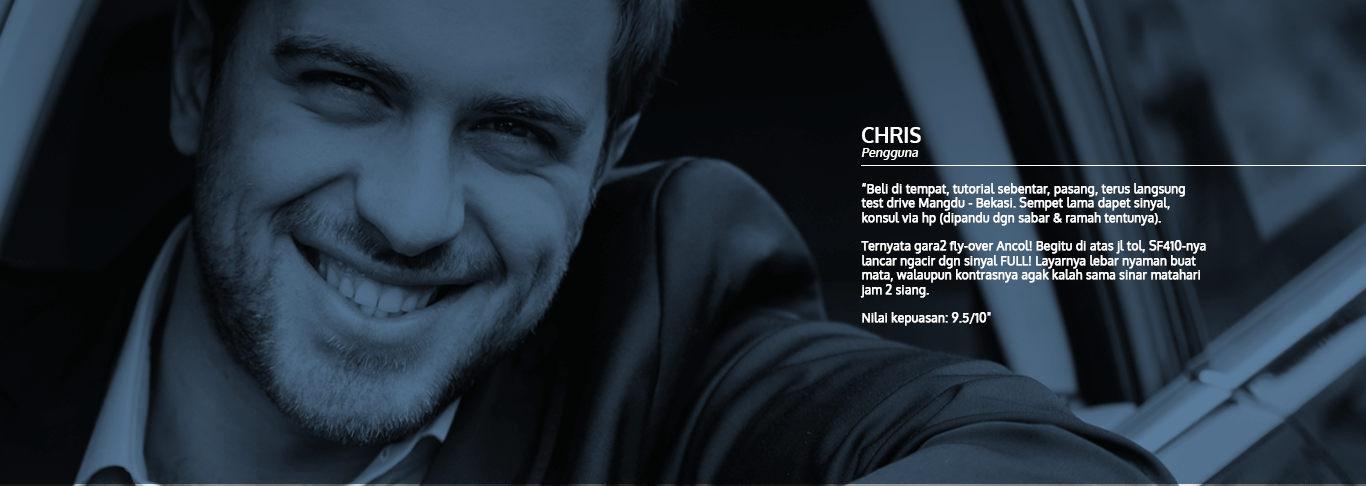 CHRIS
Pengguna
"Beli di tempat, tutorial sebentar, pasang, terus langsung
test drive Mangdu - Bekasi. Sempet lama dapet sinyal,
konsul via hp (dipandu dgn sabar & ramah tentunya).
Ternyata gara2 fly-over Ancol! Begitu di atas jl tol, SF410-nya
lancar ngacir dgn sinyal FULL! Layarnya lebar nyaman buat
mata, walaupun kontrasnya agak kalah sama sinar matahari
jam 2 siang.
Nilai kepuasan: 9.5/10"